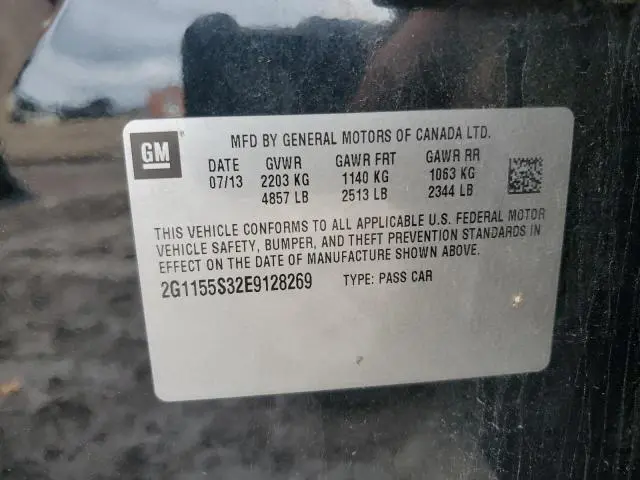 GM
MFD BY GENERAL MOTORS OF CANADA LTD.
DATE GVWR GAWR FRT GAWR RR
07/13 2203 KG 1140 KG 1063 KG
4857 LB 2513 LB 2344 LB
THIS VEHICLE CONFORMS TO ALL APPLICABLE U.S. FEDERAL MOTOR
VEHICLE SAFETY, BUMPER, AND THEFT PREVENTION STANDARDS IN
EFFECT ON THE DATE OF MANUFACTURE SHOWN ABOVE.
2G1155S32E9128269 TYPE: PASS CAR